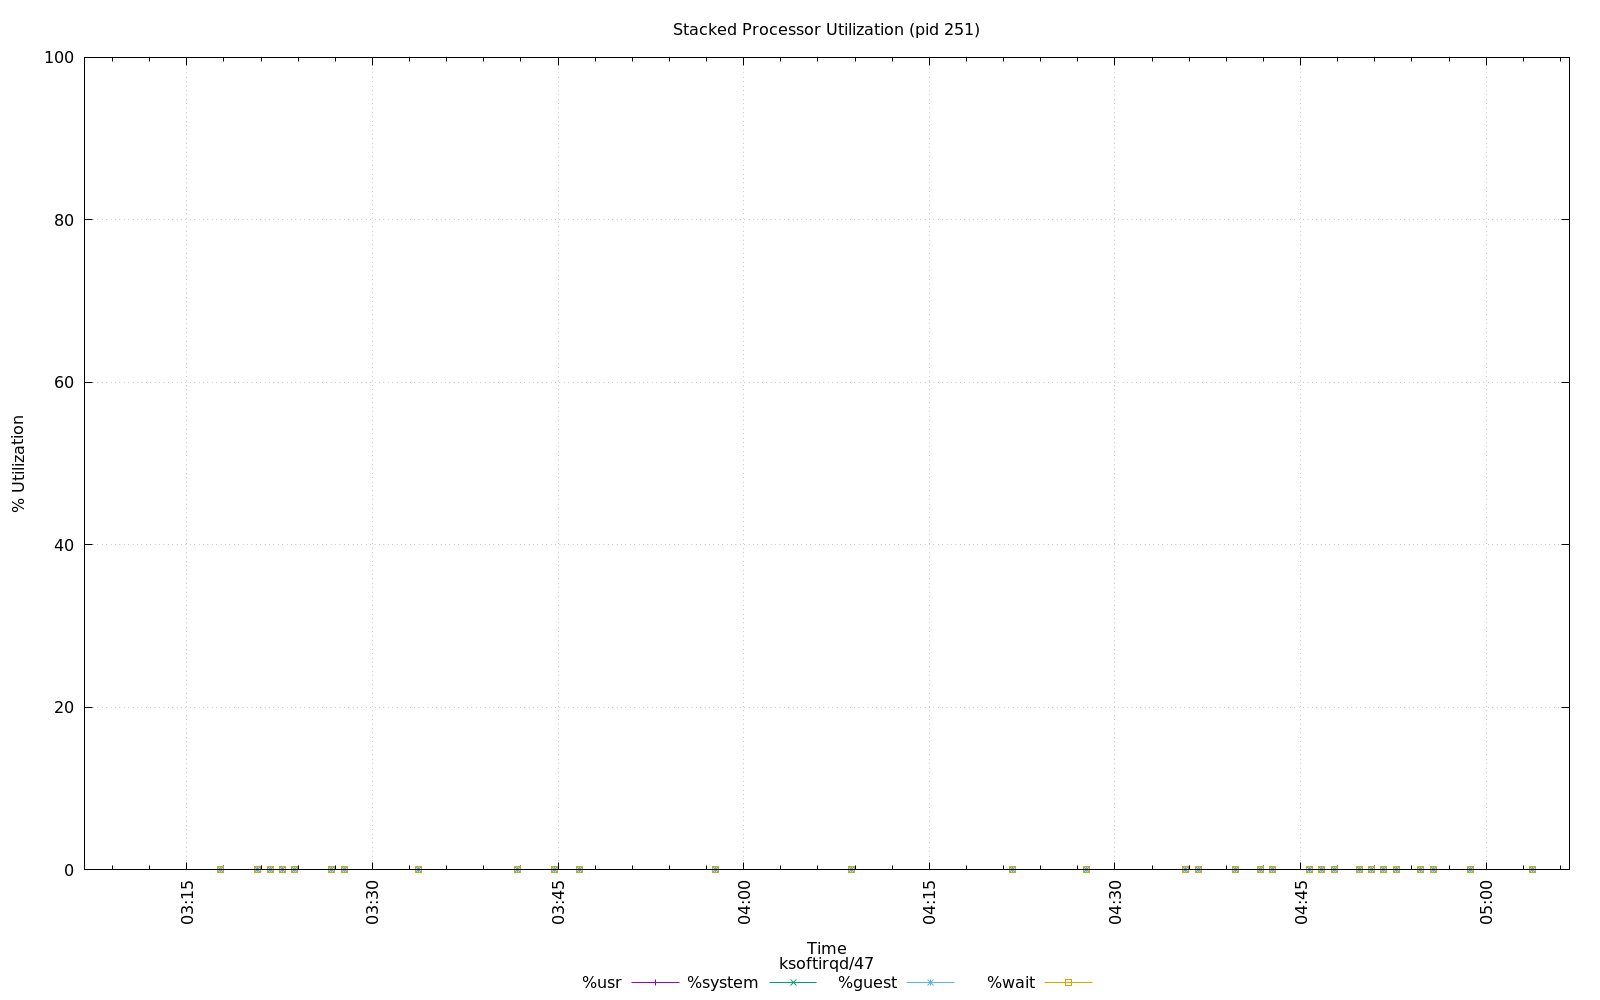 Stacked Processor Utilization (pid 251)
100
80
60
40
20
0
% Utilization
03:15
03:30
03:45
04:00
04:15
04:30
04:45
05:00
Time
ksoftirqd/47
%usr %system %guest %wait